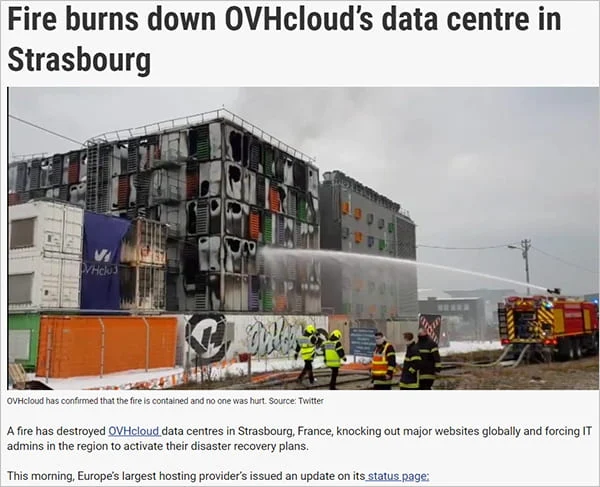 Fire burns down OVHcloud’s data centre in
Strasbourg
OVHcloud
OVHcloud has confirmed that the fire is contained and no one was hurt. Source: Twitter
A fire has destroyed OVHcloud data centres in Strasbourg, France, knocking out major websites globally and forcing IT
admins in the region to activate their disaster recovery plans.
This morning, Europe’s largest hosting provider’s issued an update on its status page: